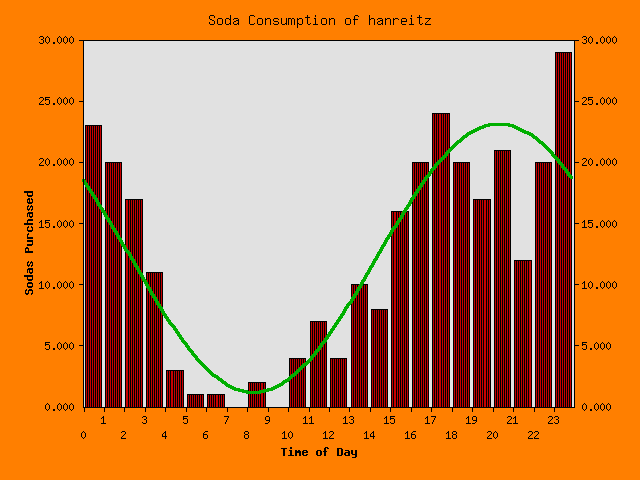 Soda Consumption of hanreitz
30.000 30.000
25.000 25.000
20.000 20.000
15.000 15.000
10.000 10.000
5.000 5.000
0.000 0.000
Sodas Purchased
1 3 5 7 9 11 13 15 17 19 21 23
0 2 4 6 8 10 12 14 16 18 20 22
Time of Day